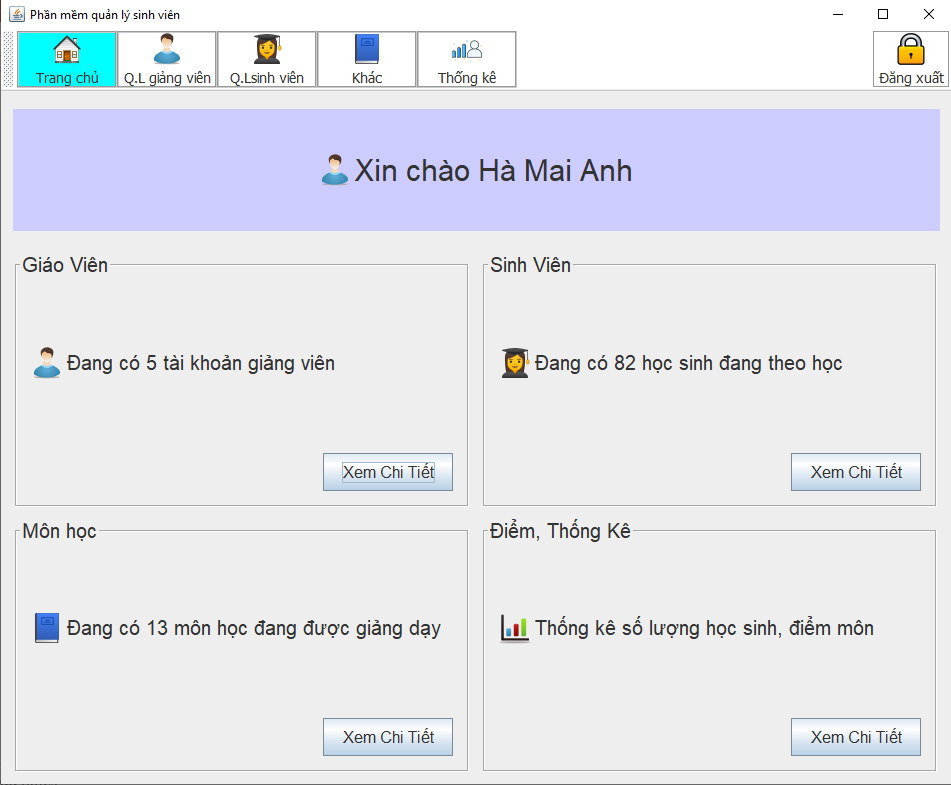 Phần mềm quản lý sinh viên
Trang chủ
Q.L giảng viên
Q.Lsinh viên
Khác
Thống kê
Đăng xuất
Xin chào Hà Mai Anh
Giáo Viên
Đang có 5 tài khoản giảng viên
Xem Chi Tiết
Sinh Viên
Đang có 82 học sinh đang theo học
Xem Chi Tiết
Môn học
Đang có 13 môn học đang được giảng dạy
Xem Chi Tiết
Điểm, Thống Kê
Thống kê số lượng học sinh, điểm môn
Xem Chi Tiết